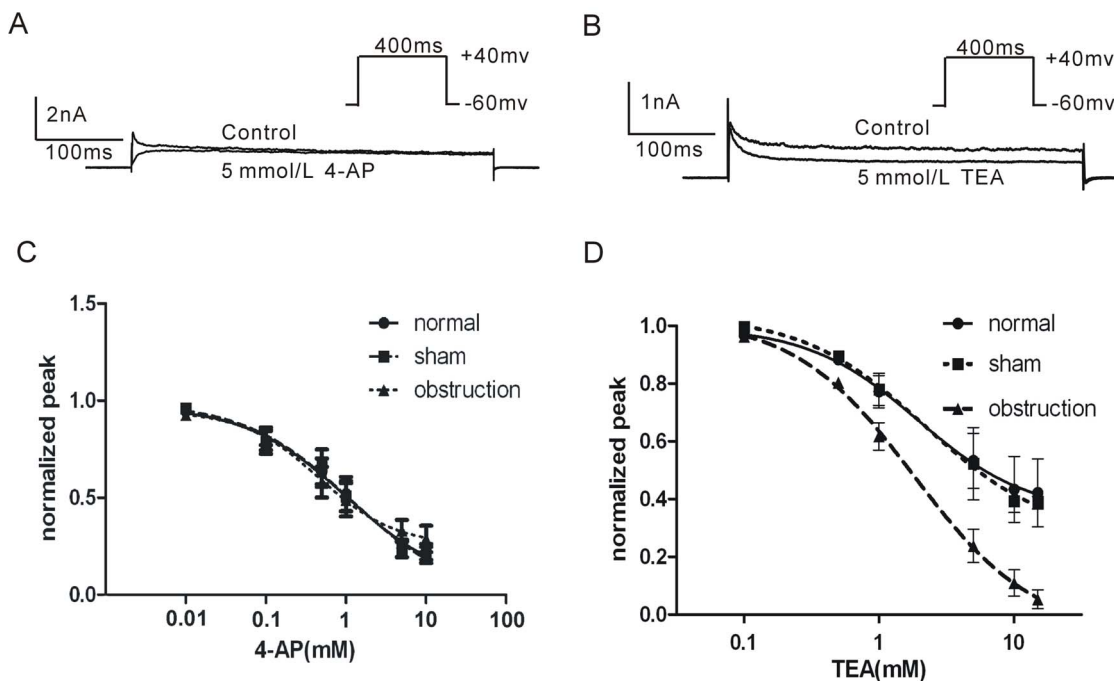 A
400ms
+40mv
-60mv
2nA
100ms
Control
5 mmol/L 4-AP
B
400ms
+40mv
-60mv
1nA
100ms
Control
5 mmol/L TEA
C
normalized peak
1.5
1.0
0.5
0.0
normal
sham
obstruction
0.01 0.1 1 10 100
4-AP(mM)
D
normalized peak
1.0
0.8
0.6
0.4
0.2
0.0
normal
sham
obstruction
0.1 1 10
TEA(mM)